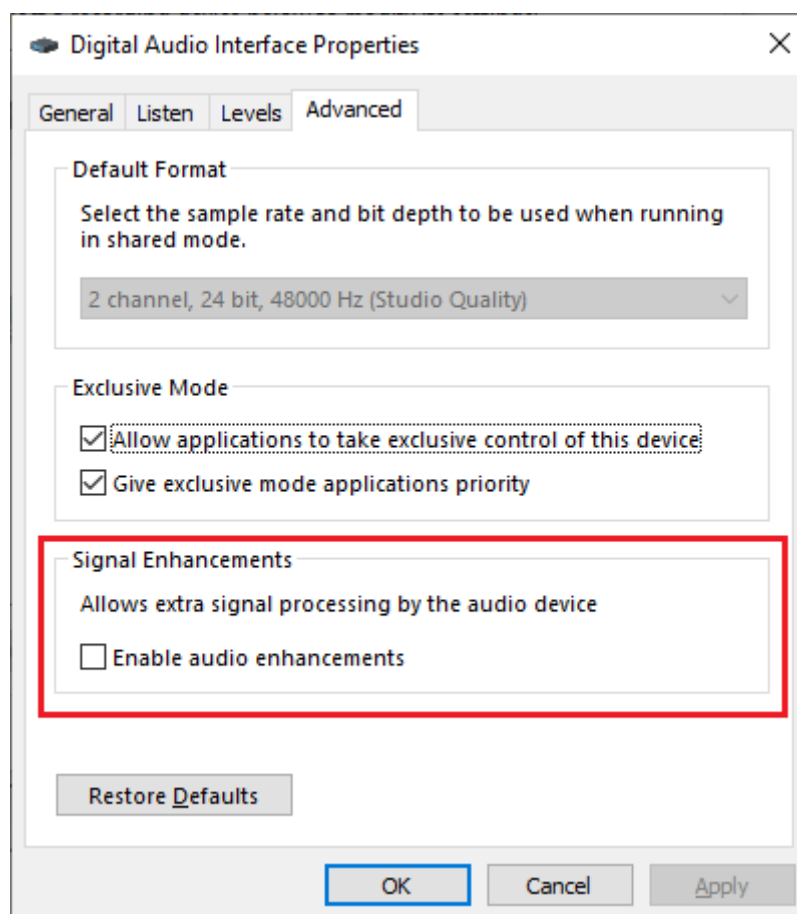 Digital Audio Interface Properties
General Listen Levels Advanced
Default Format
Select the sample rate and bit depth to be used when running
in shared mode.
2 channel, 24 bit, 48000 Hz (Studio Quality)
Exclusive Mode
Allow applications to take exclusive control of this device
Give exclusive mode applications priority
Signal Enhancements
Allows extra signal processing by the audio device
Enable audio enhancements
Restore Defaults
OK Cancel Apply